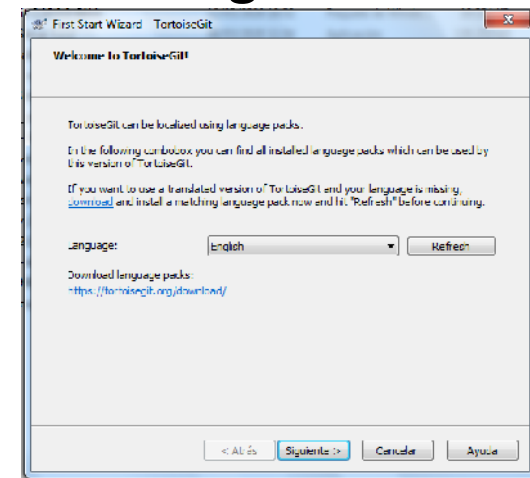 First Start Wizard TortoiseGit
Welcome to TortoiseGit!
TortoiseGit can be localized using language packs.
In the following combobox you can find all installed language packs which can be used by
this version of TortoiseGit.
If you want to use a translated version of TortoiseGit and your language is missing,
download and install a matching language pack now and hit "Refresh" before continuing.
Language: English Refresh
Download language packs:
https://tortoisegit.org/download/
< Atrás Siguiente > Cancelar Ayuda